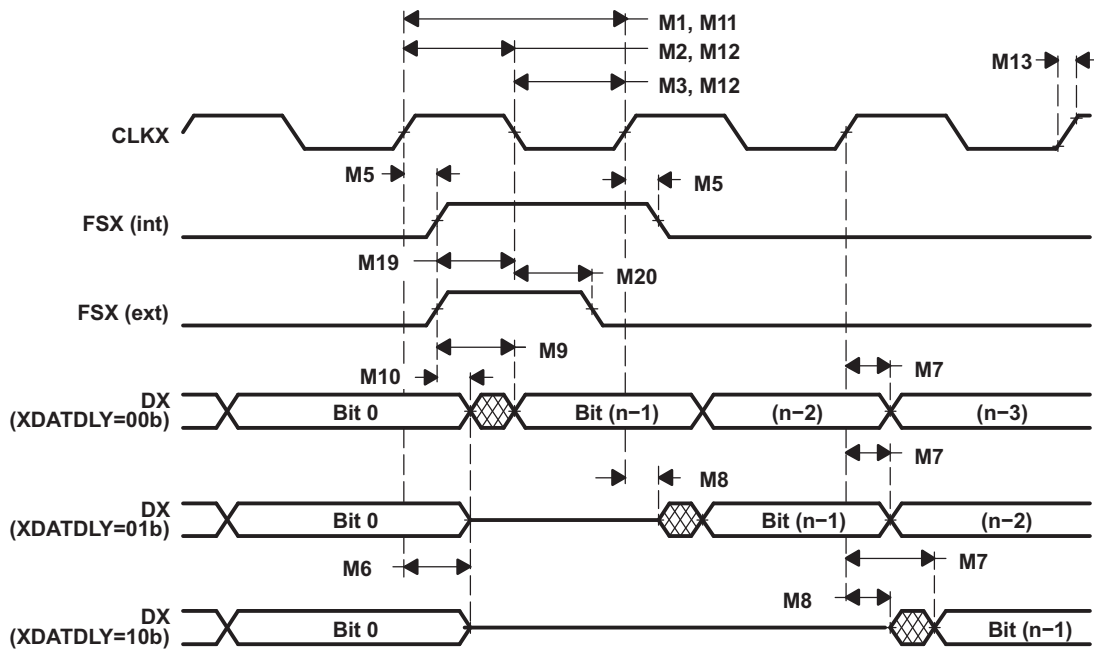 M1, M11
M2, M12
M13
M3, M12
CLKX
M5
M5
FSX (int)
M19
M20
FSX (ext)
M9
M10
M7
DX
(XDATDLY=00b)
Bit 0
Bit (n−1)
(n−2)
(n−3)
M7
M8
DX
(XDATDLY=01b)
Bit 0
Bit (n−1)
(n−2)
M6
M7
M8
DX
(XDATDLY=10b)
Bit 0
Bit (n−1)